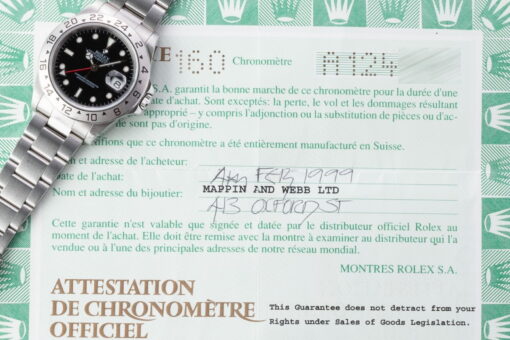 160 Chronomètre A124
S.A. garantit la bonne marche de ce chronomètre pour la durée d'une
date d'achat. Sont exceptés: la perte, le vol et les dommages résultant
approprié – y compris l'adjonction ou la substitution de pièces ou d'ac-
ne sont pas d'origine.
ifions que ce chronomètre a été entièrement manufacturé en Suisse.
m et adresse de l'acheteur:
Date de l'achat: FEB 1999
Nom et adresse du bijoutier: MAPPIN AND WEBB LTD
OXFORD ST
Cette garantie n'est valable que signée et datée par le distributeur officiel Rolex au
moment de l'achat. Elle doit être remise avec la montre à examiner au distributeur qui l'a
vendue ou à l'une des principales adresses de notre réseau mondial.
MONTRES ROLEX S.A.
ATTESTATION
DE CHRONOMÈTRE
OFFICIEL
This Guarantee does not detract from your
Rights under Sales of Goods Legislation.